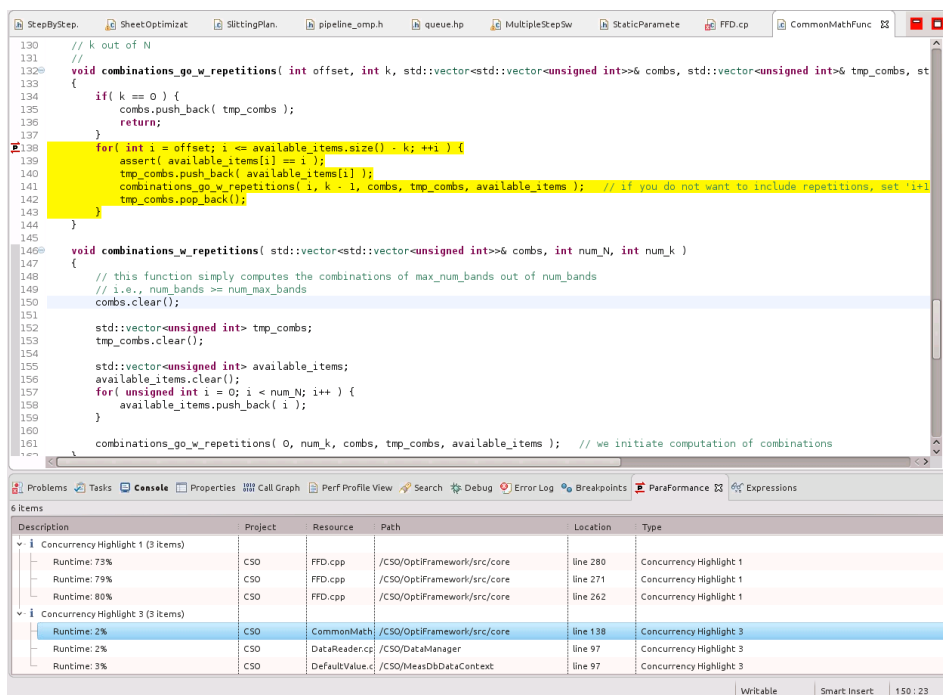 StepByStep. SheetOptimizat SlittingPlan. pipeline_omp.h queue.hp MultipleStepSw StaticParamete FFD.cp CommonMathFunc
130 // k out of N
131 //
132 void combinations_go_w_repetitions( int offset, int k, std::vector<std::vector<unsigned int>>& combs, std::vector<unsigned int>& tmp_combs, st
133 {
134 if( k == 0 ) {
135 combs.push_back( tmp_combs );
136 return;
137 }
138 for( int i = offset; i <= available_items.size() - k; ++i ) {
139 assert( available_items[i] == i );
140 tmp_combs.push_back( available_items[i] );
141 combinations_go_w_repetitions( i, k - 1, combs, tmp_combs, available_items ); // if you do not want to include repetitions, set 'i+1
142 tmp_combs.pop_back();
143 }
144 }
145
146 void combinations_w_repetitions( std::vector<std::vector<unsigned int>>& combs, int num_N, int num_k )
147 {
148 // this function simply computes the combinations of max_num_bands out of num_bands
149 // i.e., num_bands >= num_max_bands
150 combs.clear();
151
152 std::vector<unsigned int> tmp_combs;
153 tmp_combs.clear();
154
155 std::vector<unsigned int> available_items;
156 available_items.clear();
157 for( unsigned int i = 0; i < num_N; i++ ) {
158 available_items.push_back( i );
159 }
160
161 combinations_go_w_repetitions( 0, num_k, combs, tmp_combs, available_items ); // we initiate computation of combinations
Problems Tasks Console Properties Call Graph Perf Profile View Search Debug Error Log Breakpoints ParaFormance Expressions
6 items
Description Project Resource Path Location Type
Concurrency Highlight 1 (3 items)
Runtime: 73% CSO FFD.cpp /CSO/OptiFramework/src/core line 280 Concurrency Highlight 1
Runtime: 79% CSO FFD.cpp /CSO/OptiFramework/src/core line 271 Concurrency Highlight 1
Runtime: 80% CSO FFD.cpp /CSO/OptiFramework/src/core line 262 Concurrency Highlight 1
Concurrency Highlight 3 (3 items)
Runtime: 2% CSO CommonMath /CSO/OptiFramework/src/core line 138 Concurrency Highlight 3
Runtime: 2% CSO DataReader.cp /CSO/DataManager line 97 Concurrency Highlight 3
Runtime: 3% CSO DefaultValue.c /CSO/MeasDbDataContext line 97 Concurrency Highlight 3
Writable Smart Insert 150 : 23